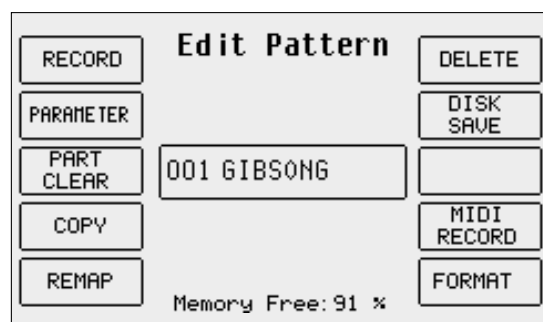 Edit Pattern
RECORD
DELETE
PARAMETER
DISK
SAVE
PART
CLEAR
001 GIBSONG
COPY
MIDI
RECORD
REMAP
FORMAT
Memory Free: 91 %